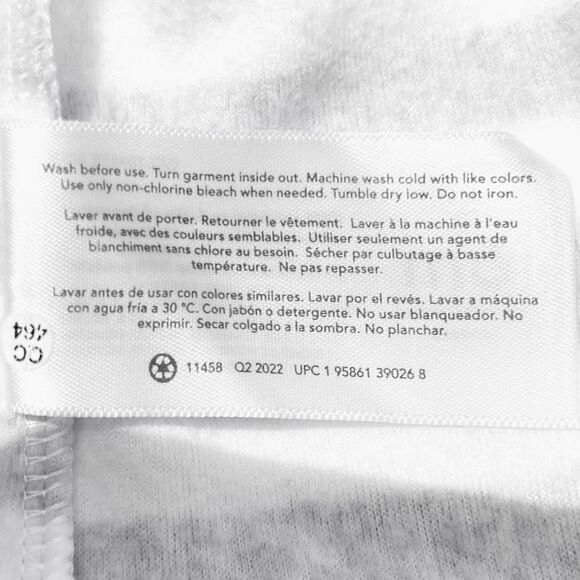 Wash before use. Turn garment inside out. Machine wash cold with like colors.
Use only non-chlorine bleach when needed. Tumble dry low. Do not iron.
Laver avant de porter. Retourner le vêtement. Laver à la machine à l'eau
froide, avec des couleurs semblables. Utiliser seulement un agent de
blanchiment sans chlore au besoin. Sécher par culbutage à basse
température. Ne pas repasser.
Lavar antes de usar con colores similares. Lavar por el revés. Lavar a máquina
con agua fría a 30 °C. Con jabón o detergente. No usar blanqueador. No
exprimir. Secar colgado a la sombra. No planchar.
11458 Q2 2022 UPC 1 95861 39026 8
CC